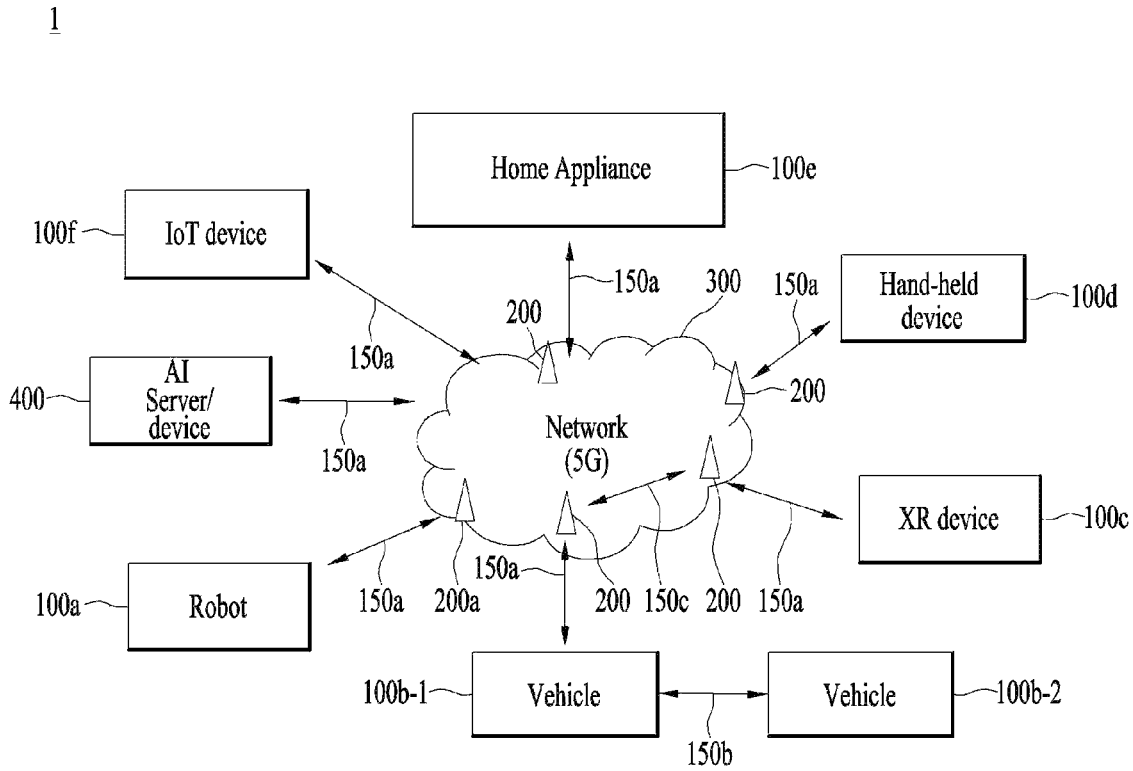 1
Home Appliance
100e
100f
IoT device
150a
200
150a
300
150a
Hand-held
device
100d
400
AI
Server/
device
150a
200
Network
(5G)
XR device
100c
100a
Robot
150a
200a
150a
200
150c
200
150a
100b-1
Vehicle
Vehicle
100b-2
150b